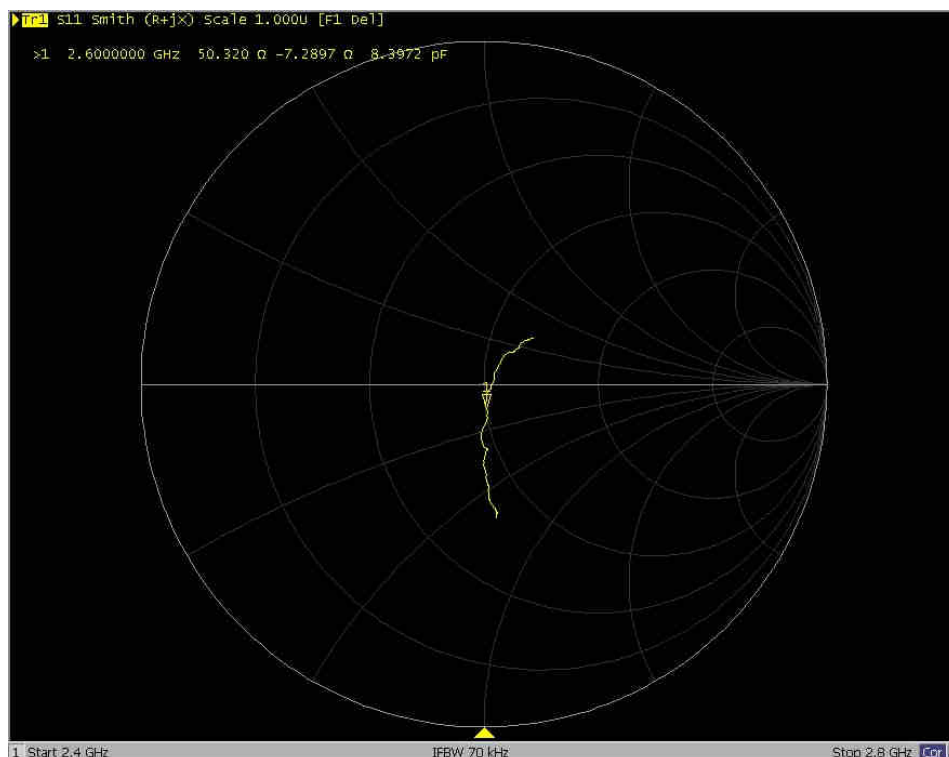 Tr1 S11 Smith (R+jX) Scale 1.000U [F1 Del]
>1 2.6000000 GHz 50.320 Ω -7.2897 Ω 8.3972 pF
1
1 Start 2.4 GHz IFBW 70 kHz Stop 2.8 GHz Cor